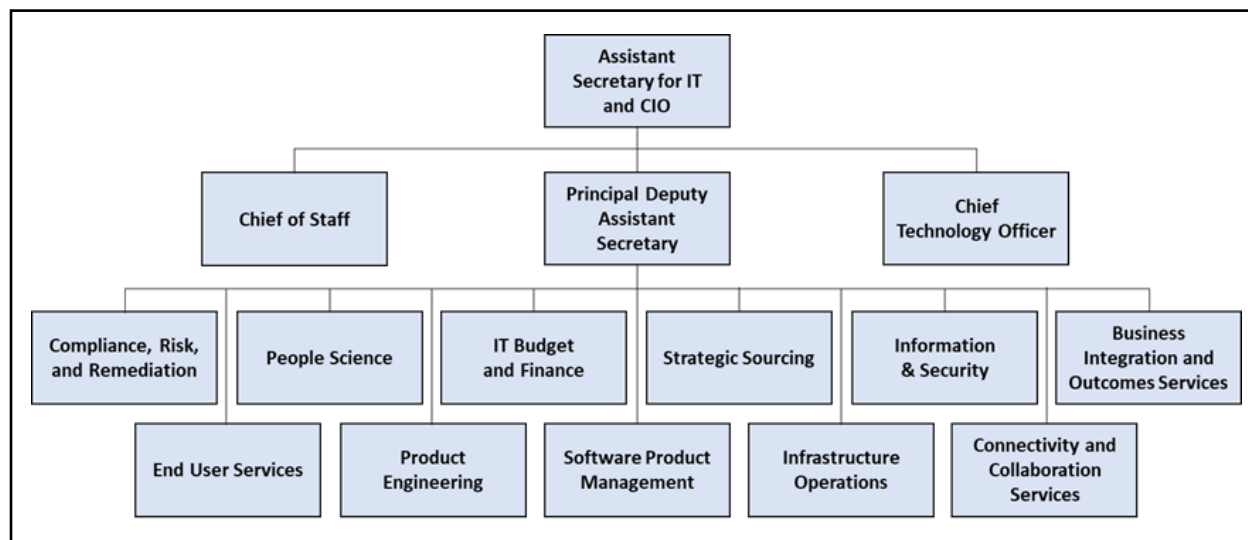 Assistant
Secretary for IT
and CIO
Chief of Staff
Principal Deputy
Assistant
Secretary
Chief
Technology Officer
Compliance, Risk,
and Remediation
People Science
IT Budget
and Finance
Strategic Sourcing
Information
& Security
Business
Integration and
Outcomes Services
End User Services
Product
Engineering
Software Product
Management
Infrastructure
Operations
Connectivity and
Collaboration
Services